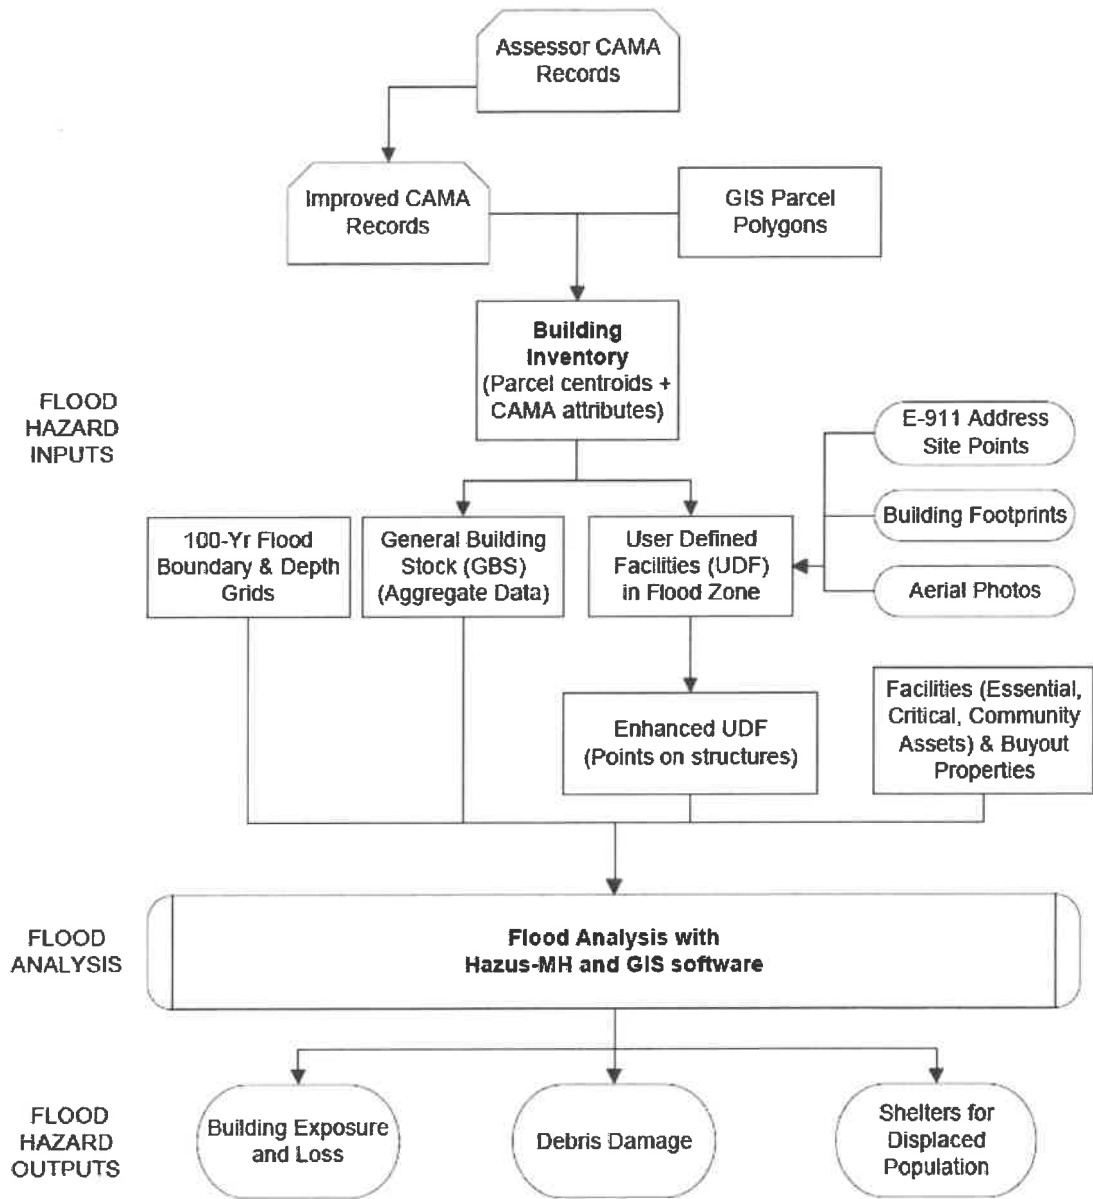 Assessor CAMA
Records
Improved CAMA
Records
GIS Parcel
Polygons
Building
Inventory
(Parcel centroids +
CAMA attributes)
FLOOD
HAZARD
INPUTS
E-911 Address
Site Points
Building Footprints
Aerial Photos
100-Yr Flood
Boundary & Depth
Grids
General Building
Stock (GBS)
(Aggregate Data)
User Defined
Facilities (UDF)
in Flood Zone
Enhanced UDF
(Points on structures)
Facilities (Essential,
Critical, Community
Assets) & Buyout
Properties
FLOOD
ANALYSIS
Flood Analysis with
Hazus-MH and GIS software
FLOOD
HAZARD
OUTPUTS
Building Exposure
and Loss
Debris Damage
Shelters for
Displaced
Population